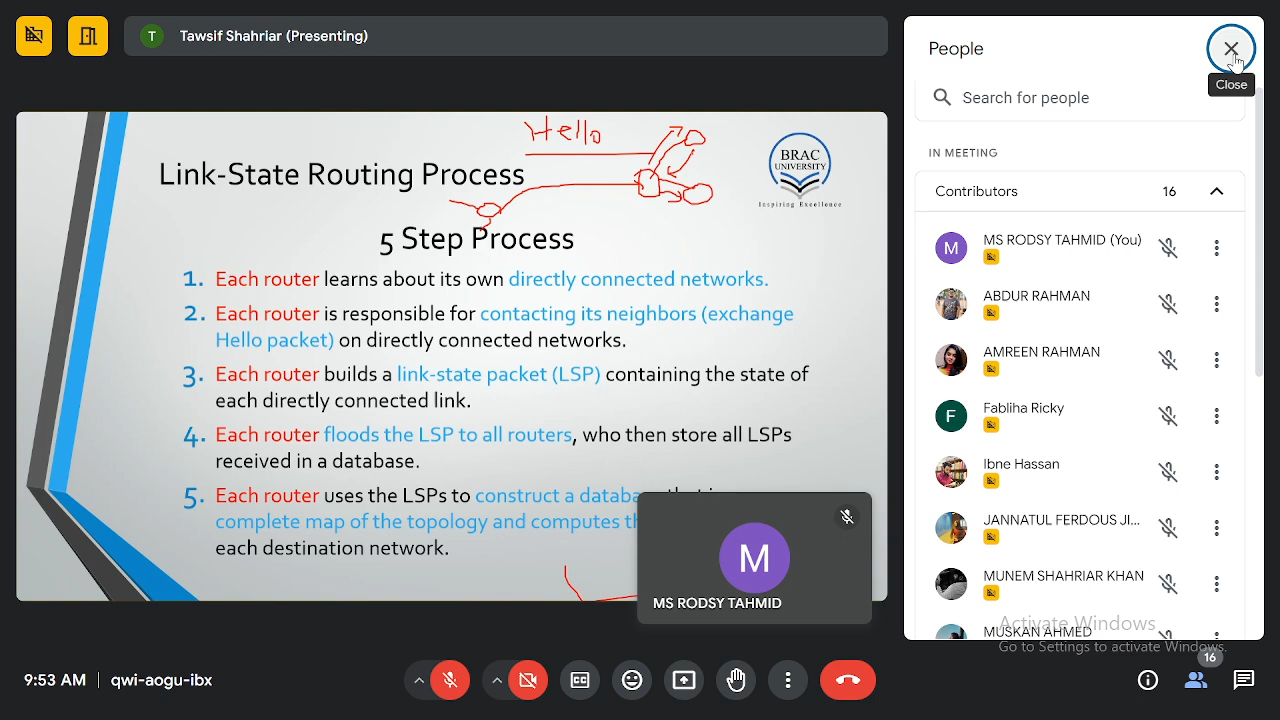 T Tawsif Shahriar (Presenting)
Hello
Link-State Routing Process
BRAC
UNIVERSITY
Inspiring Excellence
5 Step Process
1. Each router learns about its own directly connected networks.
2. Each router is responsible for contacting its neighbors (exchange
Hello packet) on directly connected networks.
3. Each router builds a link-state packet (LSP) containing the state of
each directly connected link.
4. Each router floods the LSP to all routers, who then store all LSPs
received in a database.
5. Each router uses the LSPs to construct a
complete map of the topology and computes
each destination network.
M
MS RODSY TAHMID
9:53 AM | qwi-aogu-ibx
People
Close
Search for people
IN MEETING
Contributors 16
M MS RODSY TAHMID (You)
ABDUR RAHMAN
AMREEN RAHMAN
F Fabliha Ricky
Ibne Hassan
JANNATUL FERDOUS JI...
MUNEM SHAHRIAR KHAN
MUSKAN AHMED
Activate Windows
Go to Settings to activate Windows.
16